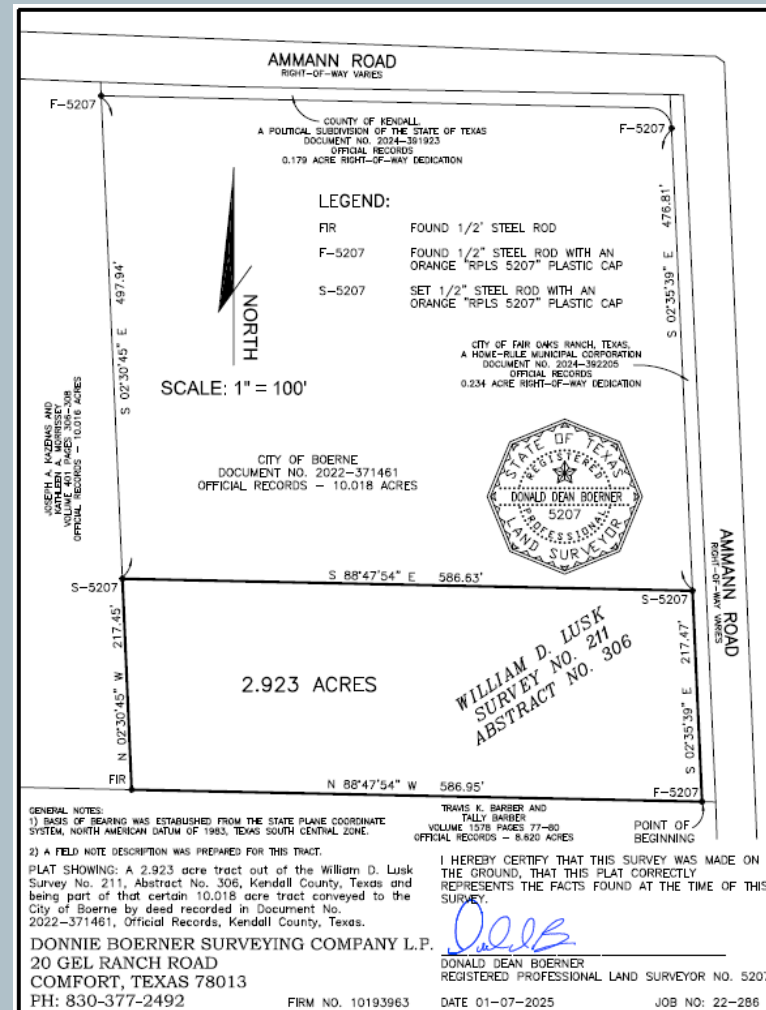 AMMANN ROAD
RIGHT-OF-WAY VARIES
F-5207
COUNTY OF KENDALL
A POLITICAL SUBDIVISION OF THE STATE OF TEXAS
DOCUMENT NO. 2024-391923
OFFICIAL RECORDS
0.179 ACRE RIGHT-OF-WAY DEDICATION
F-5207
LEGEND:
FIR FOUND 1/2' STEEL ROD
F-5207 FOUND 1/2" STEEL ROD WITH AN
ORANGE "RPLS 5207" PLASTIC CAP
S-5207 SET 1/2" STEEL ROD WITH AN
ORANGE "RPLS 5207" PLASTIC CAP
S 02°30'45" E 497.94'
S 02°35'39" E 476.81'
NORTH
SCALE: 1" = 100'
CITY OF FAIR OAKS RANCH, TEXAS,
A HOME-RULE MUNICIPAL CORPORATION
DOCUMENT NO. 2024-392205
OFFICIAL RECORDS
0.234 ACRE RIGHT-OF-WAY DEDICATION
JOSEPH A. KAZENAS AND
KATHLEEN A. MORRISSEY
VOLUME 401 PAGES 306-308
OFFICIAL RECORDS - 10.016 ACRES
CITY OF BOERNE
DOCUMENT NO. 2022-371461
OFFICIAL RECORDS - 10.018 ACRES
STATE OF TEXAS
REGISTERED
DONALD DEAN BOERNER
5207
PROFESSIONAL
LAND SURVEYOR
AMMANN ROAD
RIGHT-OF-WAY VARIES
S-5207
S 88°47'54" E 586.63'
S-5207
N 02°30'45" W 217.45'
2.923 ACRES
WILLIAM D. LUSK
SURVEY NO. 211
ABSTRACT NO. 306
S 02°35'39" E 217.47'
FIR
N 88°47'54" W 586.95'
F-5207
TRAVIS K. BARBER AND
TALLY BARBER
VOLUME 1578 PAGES 77-80
OFFICIAL RECORDS - 8.620 ACRES
POINT OF
BEGINNING
GENERAL NOTES:
1) BASIS OF BEARING WAS ESTABLISHED FROM THE STATE PLANE COORDINATE
SYSTEM, NORTH AMERICAN DATUM OF 1983, TEXAS SOUTH CENTRAL ZONE.
2) A FIELD NOTE DESCRIPTION WAS PREPARED FOR THIS TRACT.
PLAT SHOWING: A 2.923 acre tract out of the William D. Lusk
Survey No. 211, Abstract No. 306, Kendall County, Texas and
being part of that certain 10.018 acre tract conveyed to the
City of Boerne by deed recorded in Document No.
2022-371461, Official Records, Kendall County, Texas.
I HEREBY CERTIFY THAT THIS SURVEY WAS MADE ON
THE GROUND, THAT THIS PLAT CORRECTLY
REPRESENTS THE FACTS FOUND AT THE TIME OF THIS
SURVEY.
DONNIE BOERNER SURVEYING COMPANY L.P.
20 GEL RANCH ROAD
COMFORT, TEXAS 78013
PH: 830-377-2492
FIRM NO. 10193963
DONALD DEAN BOERNER
REGISTERED PROFESSIONAL LAND SURVEYOR NO. 5207
DATE 01-07-2025
JOB NO: 22-286